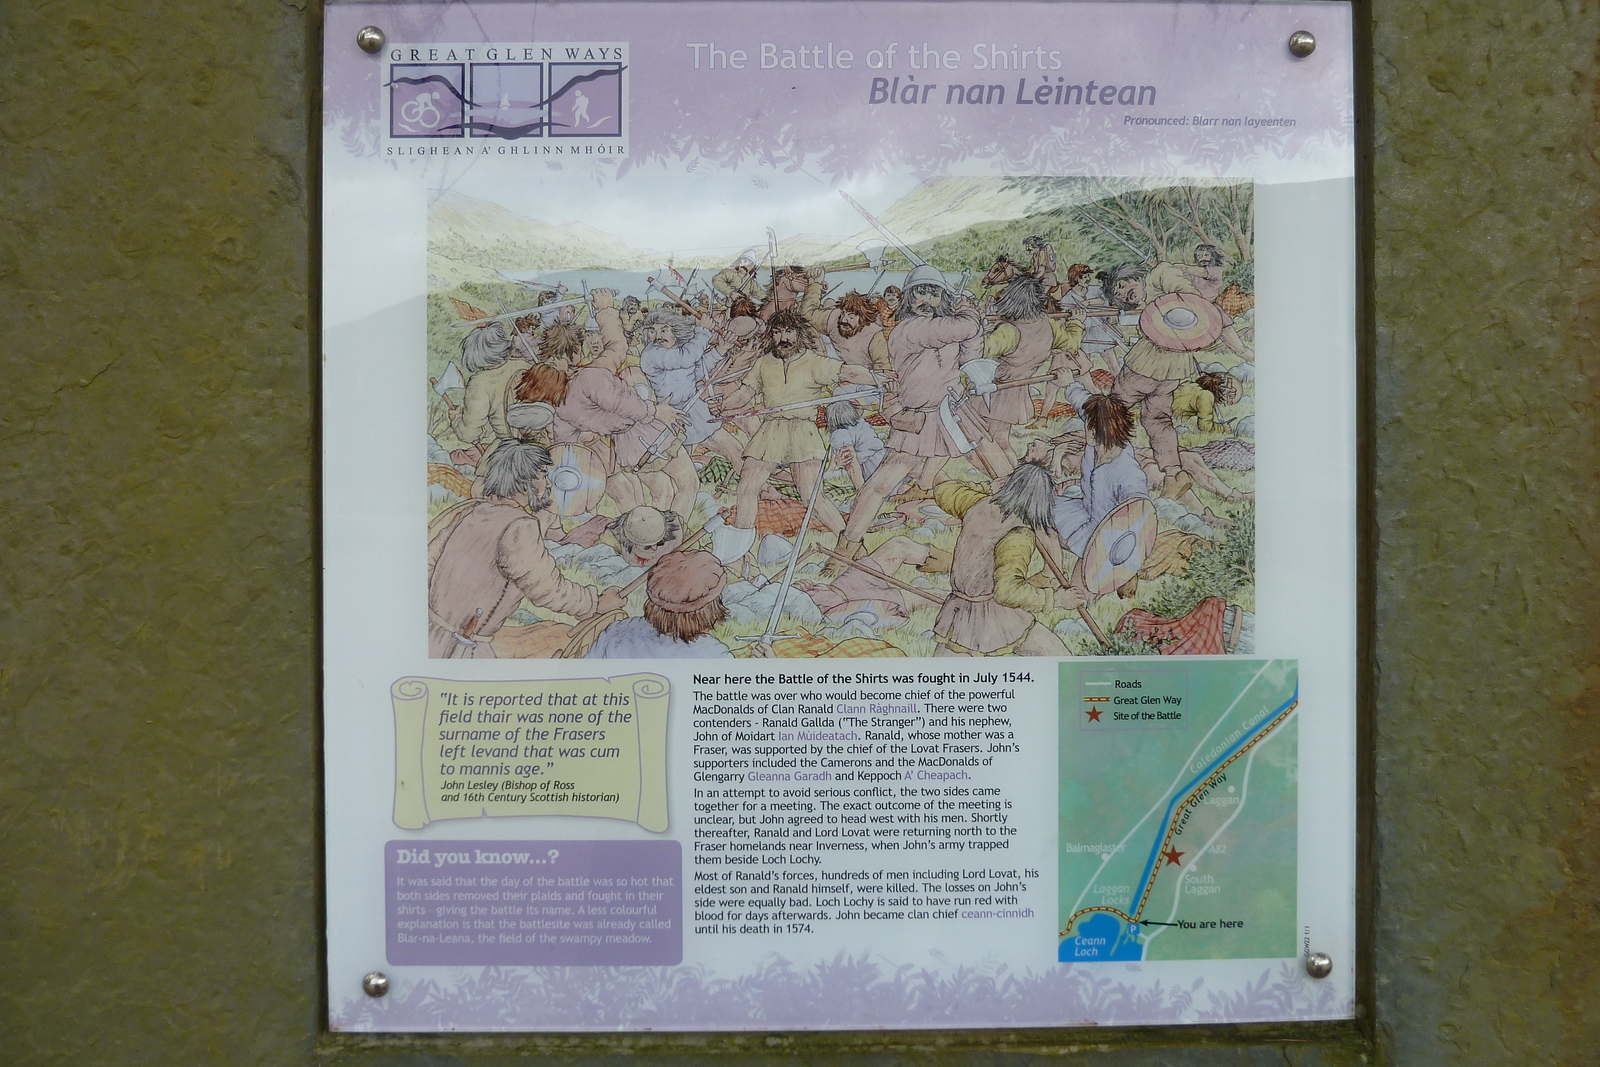 GREAT GLEN WAYS
SLIGHEAN A' GHLINN MHÓIR
The Battle of the Shirts
Blàr nan Lèintean
Pronounced: Blarr nan layeenten
"It is reported that at this
field thair was none of the
surname of the Frasers
left levand that was cum
to mannis age."
John Lesley (Bishop of Ross
and 16th Century Scottish historian)
Did you know...?
It was said that the day of the battle was so hot that
both sides removed their plaids and fought in their
shirts - giving the battle its name. A less colourful
explanation is that the battlesite was already called
Blar-na-Leana, the field of the swampy meadow.
Near here the Battle of the Shirts was fought in July 1544.
The battle was over who would become chief of the powerful
MacDonalds of Clan Ranald Clann Ràghnaill. There were two
contenders - Ranald Gallda ("The Stranger") and his nephew,
John of Moidart Ian Mùideatach. Ranald, whose mother was a
Fraser, was supported by the chief of the Lovat Frasers. John's
supporters included the Camerons and the MacDonalds of
Glengarry Gleanna Garadh and Keppoch A' Cheapach.
In an attempt to avoid serious conflict, the two sides came
together for a meeting. The exact outcome of the meeting is
unclear, but John agreed to head west with his men. Shortly
thereafter, Ranald and Lord Lovat were returning north to the
Fraser homelands near Inverness, when John's army trapped
them beside Loch Lochy.
Most of Ranald's forces, hundreds of men including Lord Lovat, his
eldest son and Ranald himself, were killed. The losses on John's
side were equally bad. Loch Lochy is said to have run red with
blood for days afterwards. John became clan chief ceann-cinnidh
until his death in 1574.
Roads
Great Glen Way
Site of the Battle
Caledonian Canal
Great Glen Way
Laggan
Balmaglaster
A82
South
Laggan
Laggan
Locks
P
You are here
Ceann
Loch